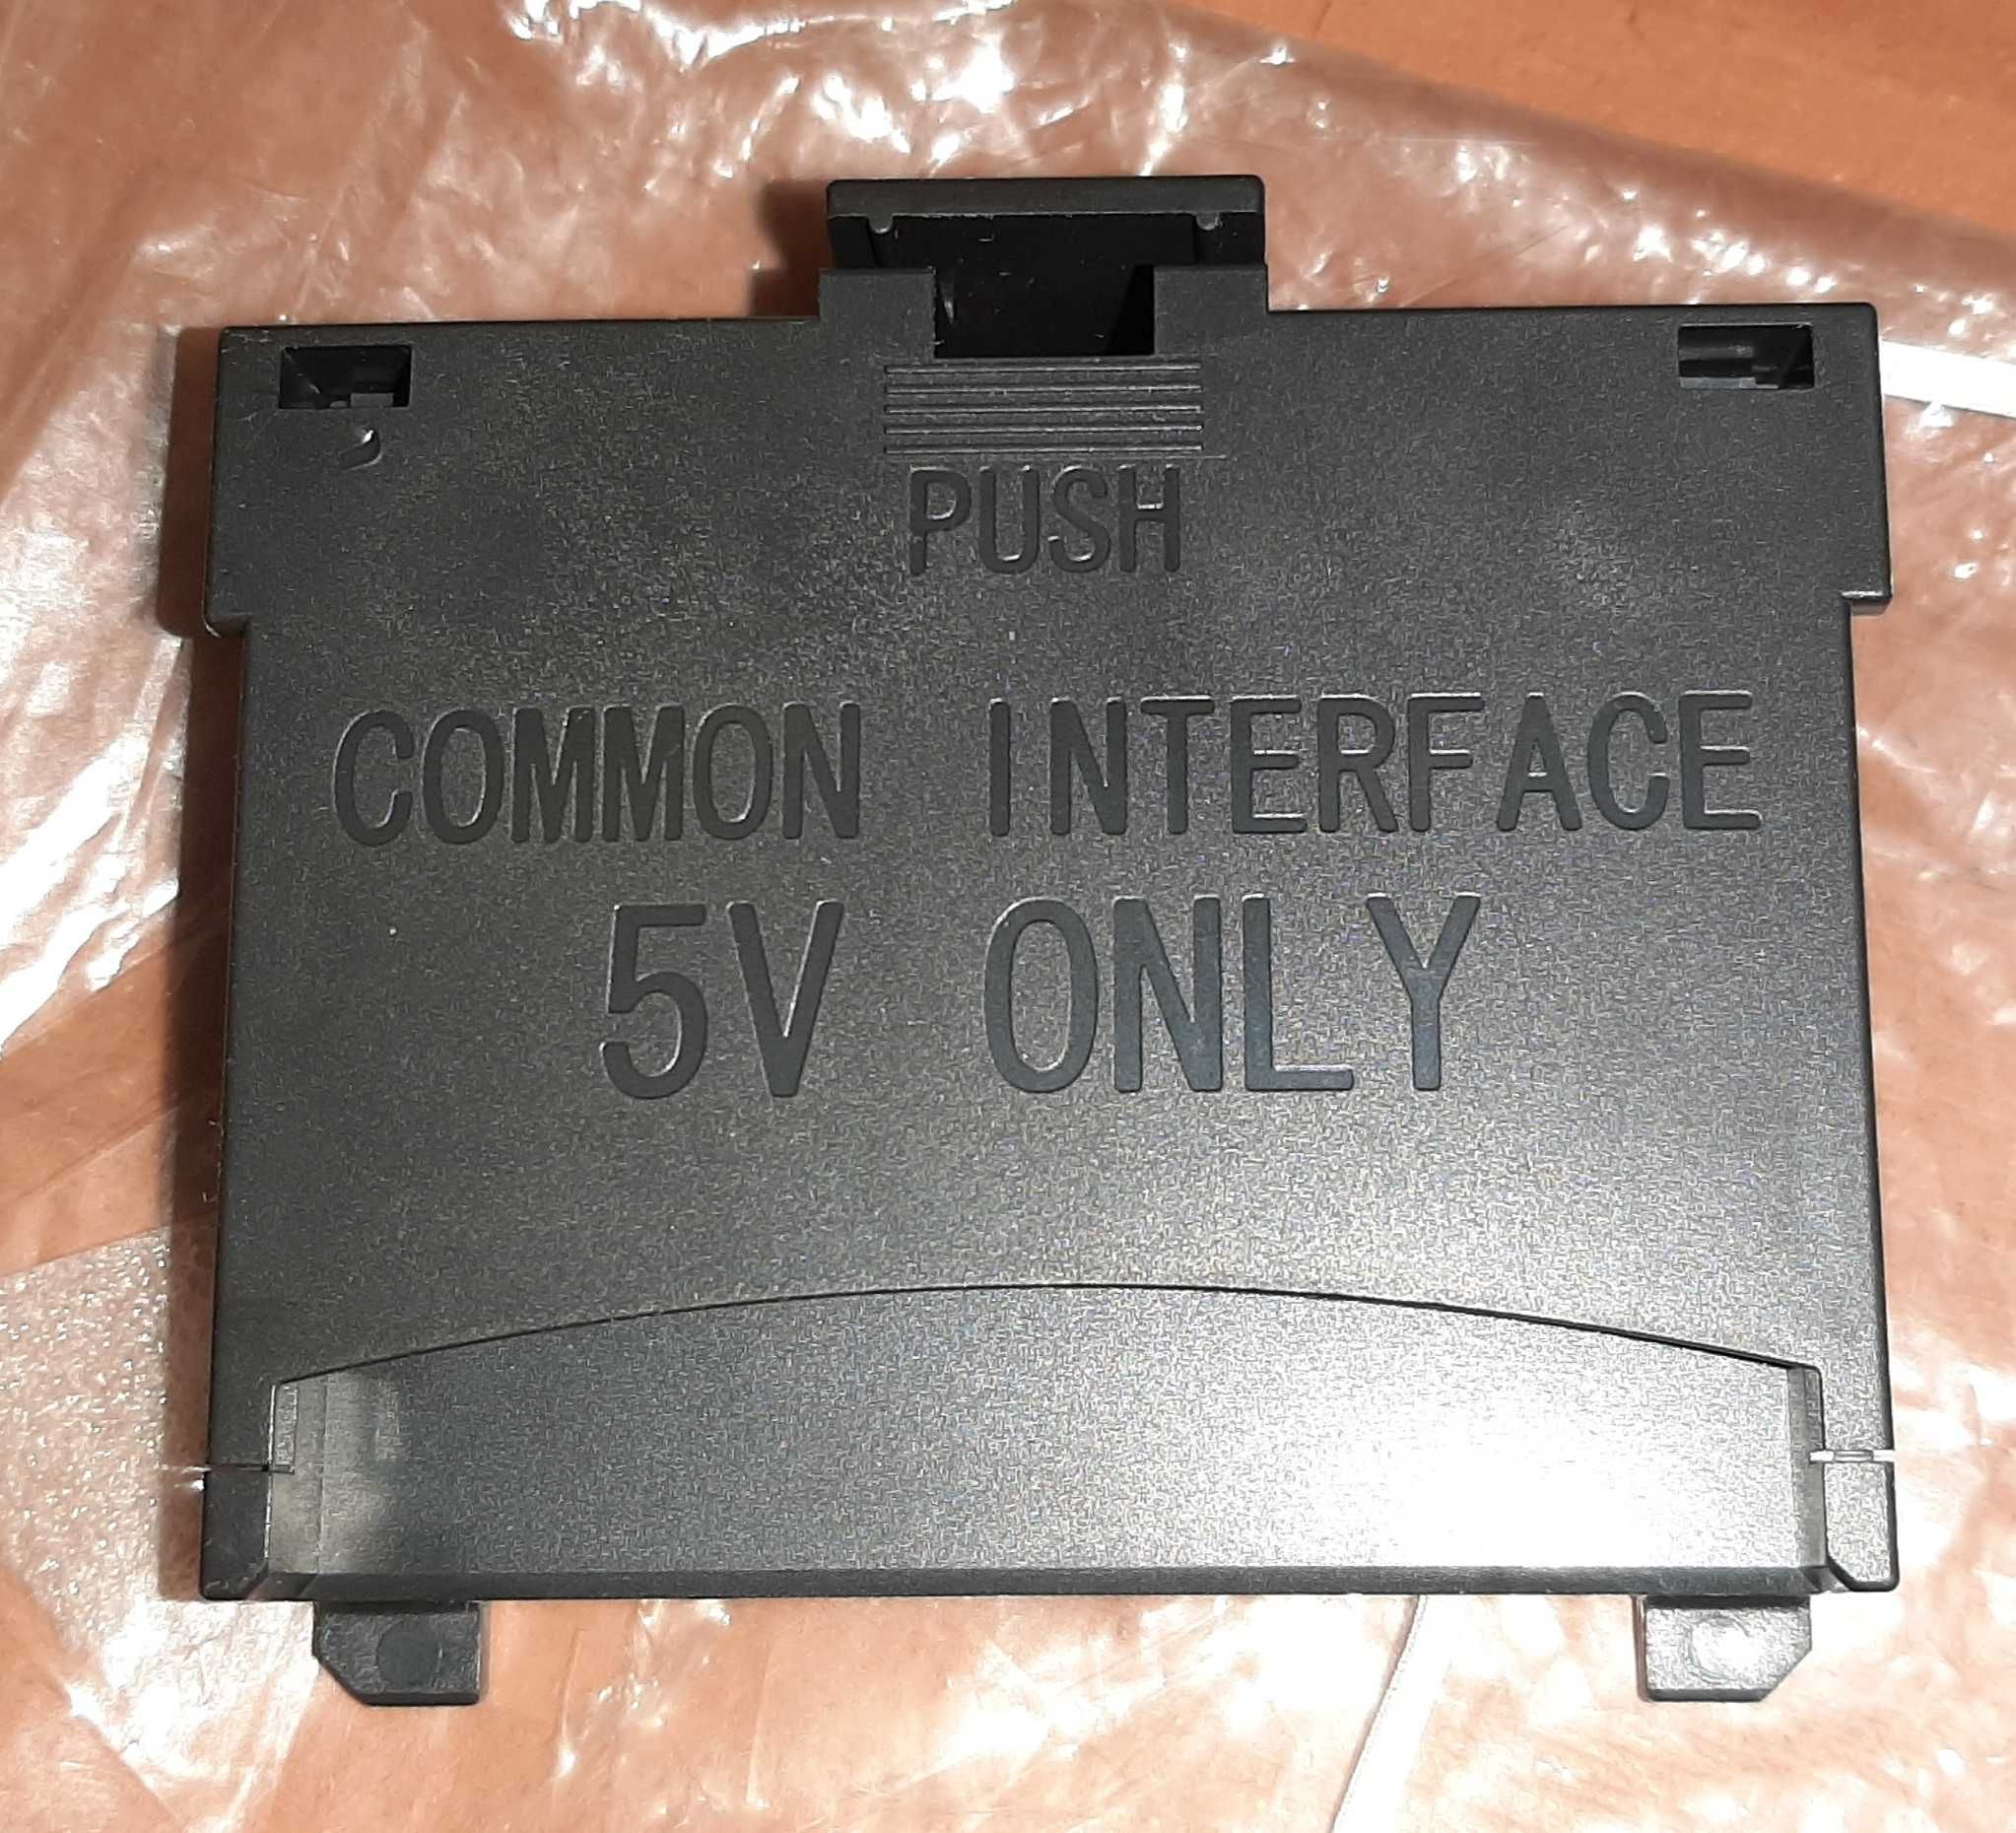 PUSH
COMMON INTERFACE
5V ONLY